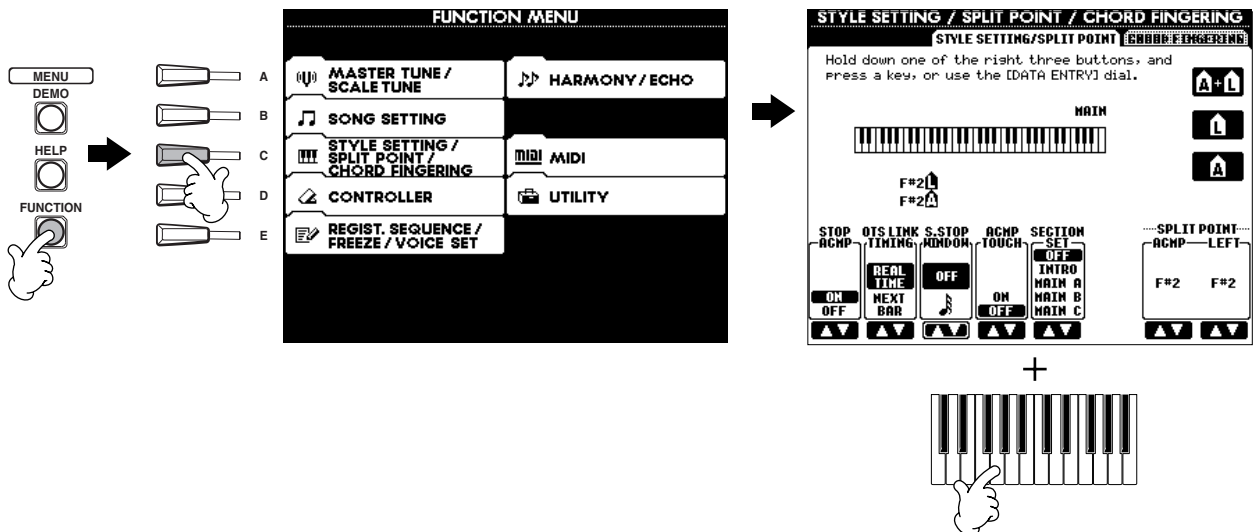 MENU
DEMO
HELP
FUNCTION
A
B
C
D
E
FUNCTION MENU
MASTER TUNE /
SCALE TUNE
HARMONY / ECHO
SONG SETTING
STYLE SETTING /
SPLIT POINT /
CHORD FINGERING
MIDI MIDI
CONTROLLER
UTILITY
REGIST. SEQUENCE /
FREEZE / VOICE SET
STYLE SETTING / SPLIT POINT / CHORD FINGERING
STYLE SETTING/SPLIT POINT CHORD FINGERING
Hold down one of the right three buttons, and
press a key, or use the [DATA ENTRY] dial.
A+L
L
A
MAIN
F#2 L
F#2 A
STOP ACMP
ON
OFF
OTS LINK TIMING
REAL TIME
NEXT BAR
S.STOP WINDOW
OFF
ACMP TOUCH
ON
OFF
SECTION SET
OFF
INTRO
MAIN A
MAIN B
MAIN C
SPLIT POINT
ACMP LEFT
F#2 F#2
+